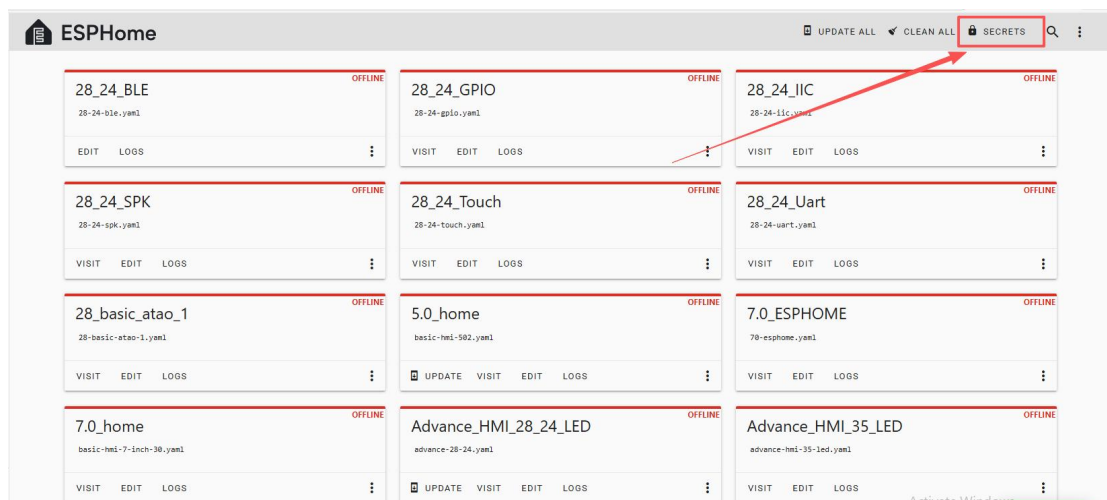 ESPHome
UPDATE ALL CLEAN ALL SECRETS
OFFLINE
28_24_BLE
28-24-ble.yaml
EDIT LOGS
OFFLINE
28_24_GPIO
28-24-gpio.yaml
VISIT EDIT LOGS
OFFLINE
28_24_IIC
28-24-iic.yaml
VISIT EDIT LOGS
OFFLINE
28_24_SPK
28-24-spk.yaml
VISIT EDIT LOGS
OFFLINE
28_24_Touch
28-24-touch.yaml
VISIT EDIT LOGS
OFFLINE
28_24_Uart
28-24-uart.yaml
VISIT EDIT LOGS
OFFLINE
28_basic_atao_1
28-basic-atao-1.yaml
VISIT EDIT LOGS
OFFLINE
5.0_home
basic-hmi-502.yaml
UPDATE VISIT EDIT LOGS
OFFLINE
7.0_ESPHOME
70-esphome.yaml
VISIT EDIT LOGS
OFFLINE
7.0_home
basic-hmi-7-inch-30.yaml
VISIT EDIT LOGS
OFFLINE
Advance_HMI_28_24_LED
advance-28-24.yaml
UPDATE VISIT EDIT LOGS
OFFLINE
Advance_HMI_35_LED
advance-hmi-35-led.yaml
VISIT EDIT LOGS